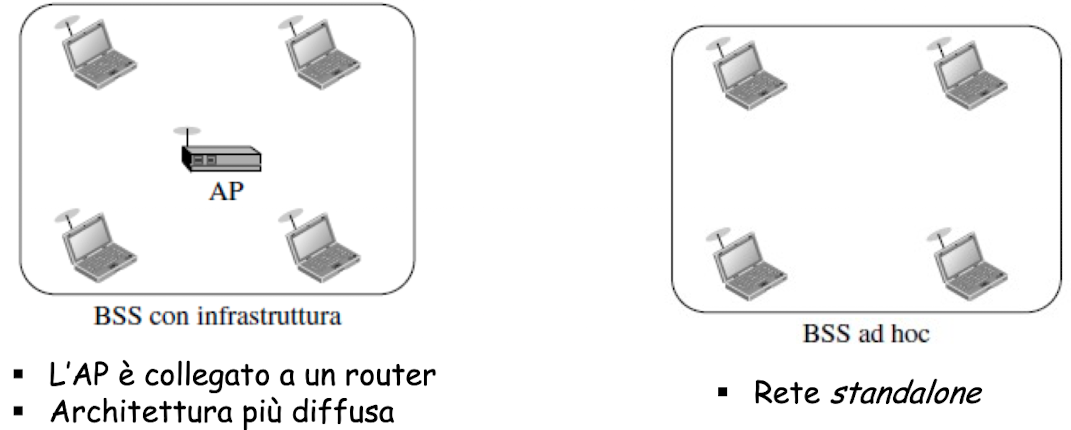 AP
BSS con infrastruttura
▪ L'AP è collegato a un router
▪ Architettura più diffusa
BSS ad hoc
▪ Rete standalone